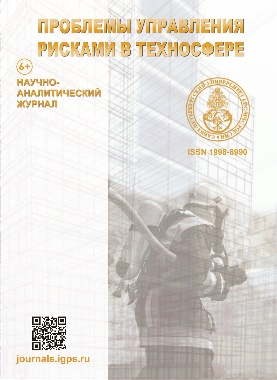 ПРОБЛЕМЫ УПРАВЛЕНИЯ
РИСКАМИ В ТЕХНОСФЕРЕ
6+
НАУЧНО-
АНАЛИТИЧЕСКИЙ
ЖУРНАЛ
ISSN 1998-8990
journals.igps.ru